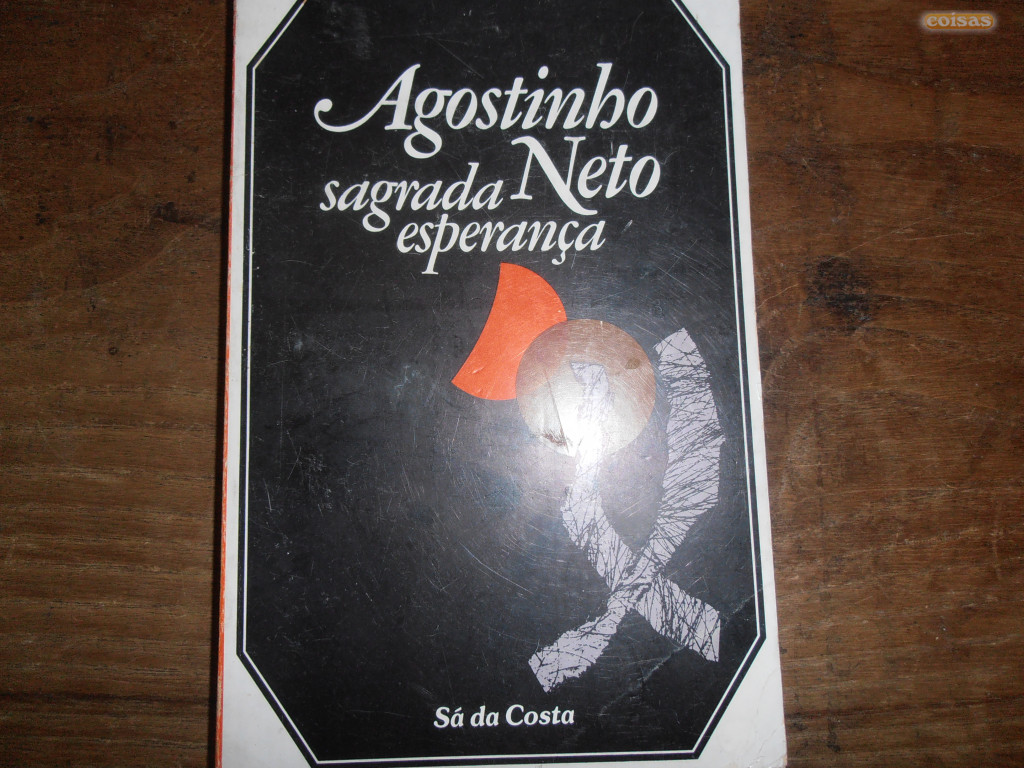 coisas
Agostinho
Neto
sagrada
esperança
Sá da Costa